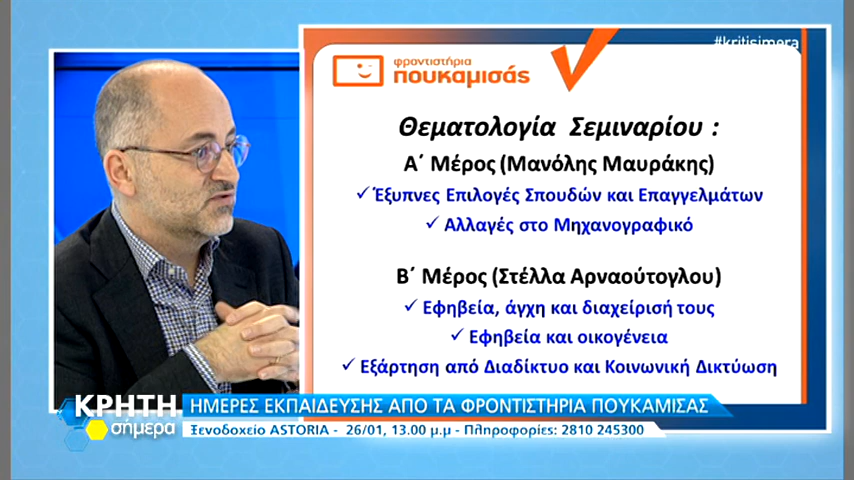 #kritisimera
φροντιστήρια
πουκαμισάς
Θεματολογία Σεμιναρίου :
Α΄ Μέρος (Μανόλης Μαυράκης)
✓ Έξυπνες Επιλογές Σπουδών και Επαγγελμάτων
✓ Αλλαγές στο Μηχανογραφικό
Β΄ Μέρος (Στέλλα Αρναούτογλου)
✓ Εφηβεία, άγχη και διαχείρισή τους
✓ Εφηβεία και οικογένεια
✓ Εξάρτηση από Διαδίκτυο και Κοινωνική Δικτύωση
ΚΡΗΤΗ
σήμερα
ΗΜΕΡΕΣ ΕΚΠΑΙΔΕΥΣΗΣ ΑΠΟ ΤΑ ΦΡΟΝΤΙΣΤΗΡΙΑ ΠΟΥΚΑΜΙΣΑΣ
Ξενοδοχείο ASTORIA - 26/01, 13.00 μ.μ - Πληροφορίες: 2810 245300